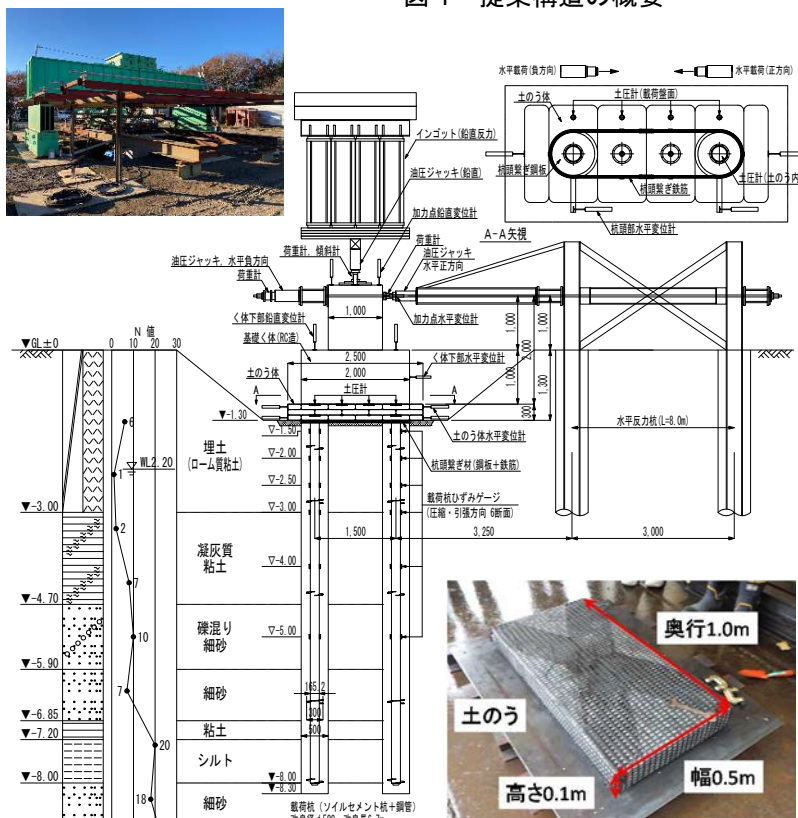 図 1 提案構造の概要
水平載荷(負方向)
水平載荷(正方向)
土のう体
土圧計(載荷盤面)
杭頭繋ぎ鋼板
杭頭繋ぎ鉄筋
土圧計(土のう内)
杭頭部水平変位計
A-A矢視
インゴット(鉛直反力)
油圧ジャッキ(鉛直)
加力点鉛直変位計
荷重計
油圧ジャッキ
水平正方向
荷重計, 傾斜計
油圧ジャッキ, 水平負方向
荷重計
1,000
加力点水平変位計
く体下部鉛直変位計
基礎く体(RC造)
2,500
2,000
く体下部水平変位計
土のう体
土圧計
A
A
1,000
1,000
2,000
1,000
1,300
300
土のう体水平変位計
杭頭繋ぎ材(鋼板+鉄筋)
水平反力杭(L=8.0m)
載荷杭ひずみゲージ
(圧縮・引張方向 6断面)
1,500
3,250
3,000
N 値
0 10 20 30
▼GL±0
▼-1.30
▽-1.50
▽-2.00
▽-2.50
▽-3.00
▽-4.00
▽-5.00
WL2.20
6
1
2
7
10
7
20
18
▼-3.00
▼-4.70
▼-5.90
▼-6.85
▼-7.20
▼-8.00
埋土
(ローム質粘土)
凝灰質
粘土
礫混り
細砂
細砂
粘土
シルト
細砂
165.2
300
500
▼-8.00
▼-8.30
載荷杭 (ソイルセメント杭+鋼管)
奥行1.0m
土のう
幅0.5m
高さ0.1m